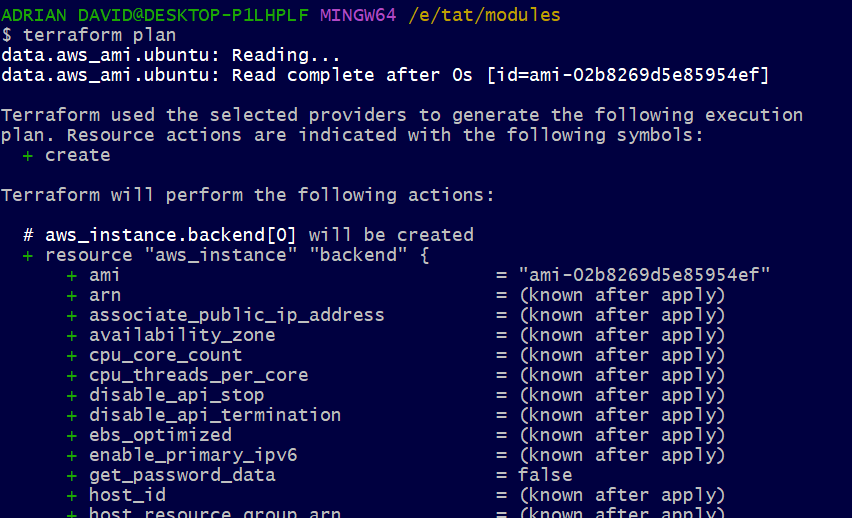 ADRIAN DAVID@DESKTOP-P1LHPLF MINGW64 /e/tat/modules
$ terraform plan
data.aws_ami.ubuntu: Reading...
data.aws_ami.ubuntu: Read complete after 0s [id=ami-02b8269d5e85954ef]
Terraform used the selected providers to generate the following execution
plan. Resource actions are indicated with the following symbols:
+ create
Terraform will perform the following actions:
# aws_instance.backend[0] will be created
+ resource "aws_instance" "backend" {
+ ami = "ami-02b8269d5e85954ef"
+ arn = (known after apply)
+ associate_public_ip_address = (known after apply)
+ availability_zone = (known after apply)
+ cpu_core_count = (known after apply)
+ cpu_threads_per_core = (known after apply)
+ disable_api_stop = (known after apply)
+ disable_api_termination = (known after apply)
+ ebs_optimized = (known after apply)
+ enable_primary_ipv6 = (known after apply)
+ get_password_data = false
+ host_id = (known after apply)
+ host_resource_group_arn = (known after apply)